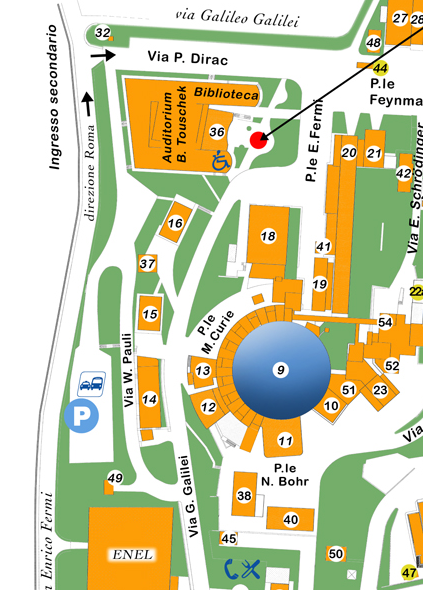 via Galileo Galilei
27
28
32
48
Ingresso secondario
Via P. Dirac
44
P.le
Feynma
Biblioteca
Auditorium
B. Touschek
36
direzione Roma
P.le E.Fermi
20
21
42
Via E. Schrodinger
16
18
41
37
19
22a
15
P.le
M. Curie
54
Via W. Pauli
13
9
52
51
23
14
12
10
P
11
Via
P.le
N. Bohr
49
Via G. Galilei
38
40
45
Enrico Fermi
ENEL
50
47